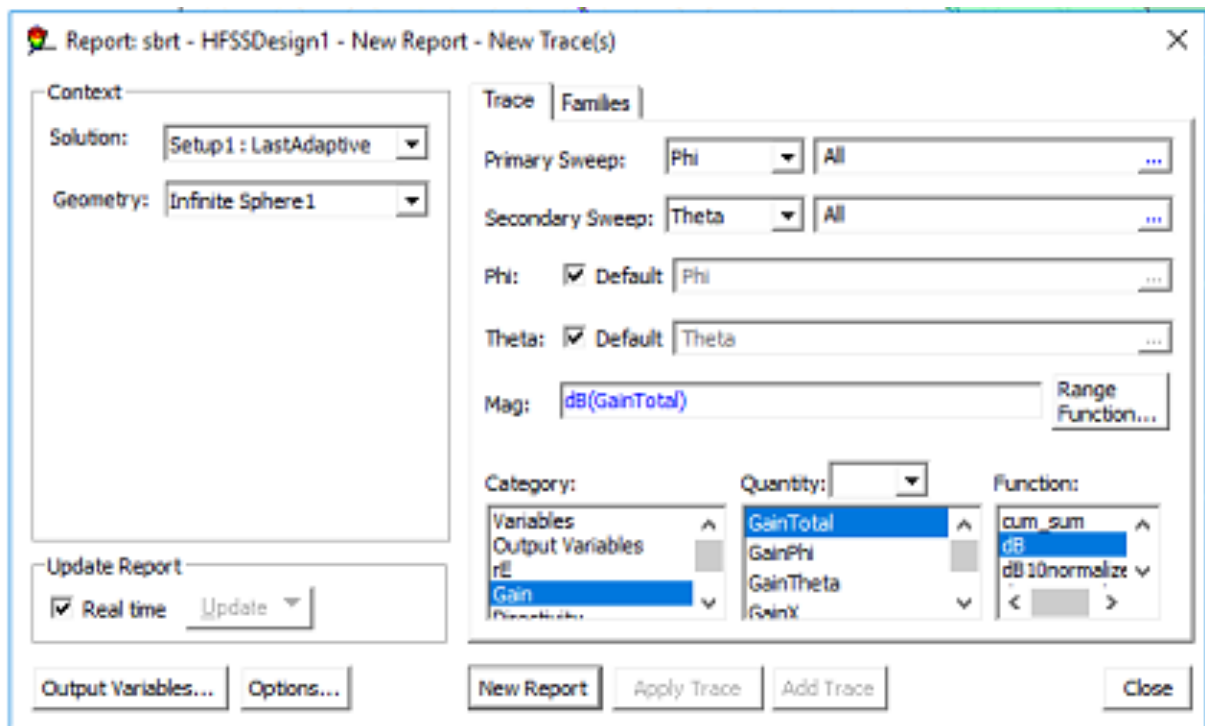 Report: sbrt - HFSSDesign1 - New Report - New Trace(s)
Context
Solution: Setup1 : LastAdaptive
Geometry: Infinite Sphere1
Update Report
Real time Update
Output Variables... Options...
Trace Families
Primary Sweep: Phi All ...
Secondary Sweep: Theta All ...
Phi: Default Phi ...
Theta: Default Theta ...
Mag: dB(GainTotal) Range
Function...
Category: Quantity: Function:
Variables GainTotal cum_sum
Output Variables GainPhi dB
rE GainTheta dB10normalize
Gain GainX
Directivity
New Report Apply Trace Add Trace Close